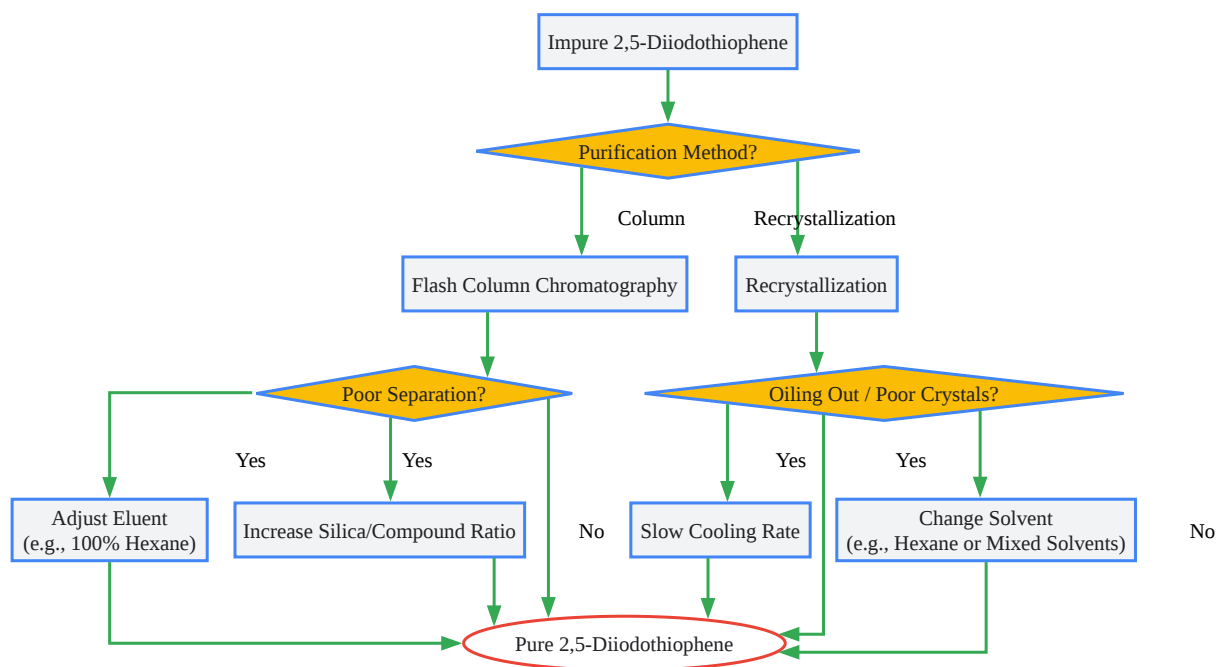 Impure 2,5-Diiodothiophene
Purification Method?
Column
Recrystallization
Flash Column Chromatography
Recrystallization
Poor Separation?
Oiling Out / Poor Crystals?
Yes
Yes
Yes
Yes
Adjust Eluent
(e.g., 100% Hexane)
Increase Silica/Compound Ratio
No
Slow Cooling Rate
Change Solvent
(e.g., Hexane or Mixed Solvents)
No
Pure 2,5-Diiodothiophene